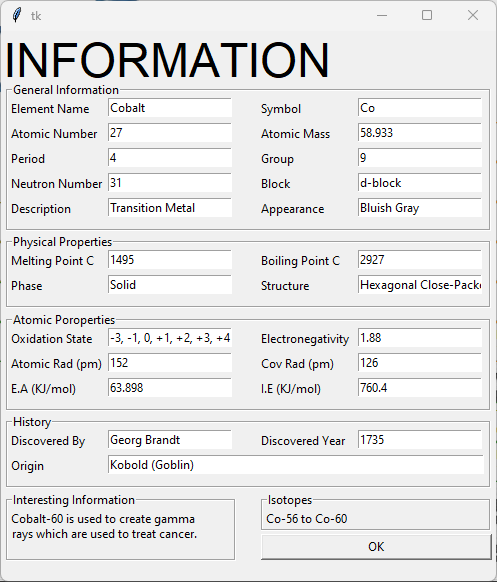 tk
INFORMATION
General Information
Element Name Cobalt Symbol Co
Atomic Number 27 Atomic Mass 58.933
Period 4 Group 9
Neutron Number 31 Block d-block
Description Transition Metal Appearance Bluish Gray
Physical Properties
Melting Point C 1495 Boiling Point C 2927
Phase Solid Structure Hexagonal Close-Packe
Atomic Poroperties
Oxidation State -3, -1, 0, +1, +2, +3, +4 Electronegativity 1.88
Atomic Rad (pm) 152 Cov Rad (pm) 126
E.A (KJ/mol) 63.898 I.E (KJ/mol) 760.4
History
Discovered By Georg Brandt Discovered Year 1735
Origin Kobold (Goblin)
Interesting Information Isotopes
Cobalt-60 is used to create gamma Co-56 to Co-60
rays which are used to treat cancer.
OK